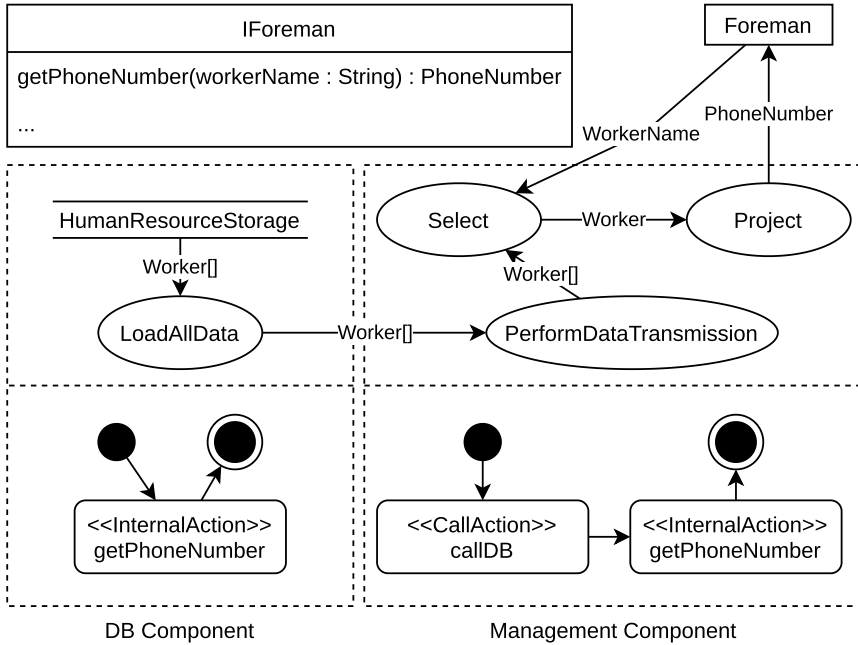 IForeman
getPhoneNumber(workerName : String) : PhoneNumber
...
Foreman
PhoneNumber
WorkerName
HumanResourceStorage
Select
Worker
Project
Worker[]
Worker[]
LoadAllData
Worker[]
PerformDataTransmission
<<InternalAction>>
getPhoneNumber
<<CallAction>>
callDB
<<InternalAction>>
getPhoneNumber
DB Component
Management Component